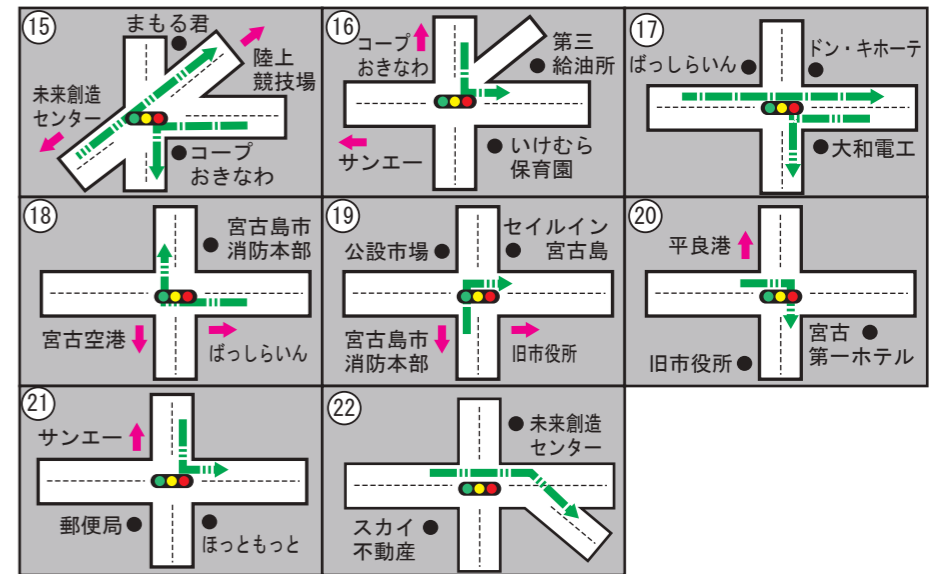 ⑮
まもる君
陸上
競技場
未来創造
センター
コープ
おきなわ
⑯
コープ
おきなわ
第三
給油所
サンエー
いけむら
保育園
⑰
ばっしらいん
ドン・キホーテ
大和電工
⑱
宮古島市
消防本部
宮古空港
ばっしらいん
⑲
公設市場
セイルイン
宮古島
宮古島市
消防本部
旧市役所
⑳
平良港
旧市役所
宮古
第一ホテル
㉑
サンエー
郵便局
ほっともっと
㉒
未来創造
センター
スカイ
不動産